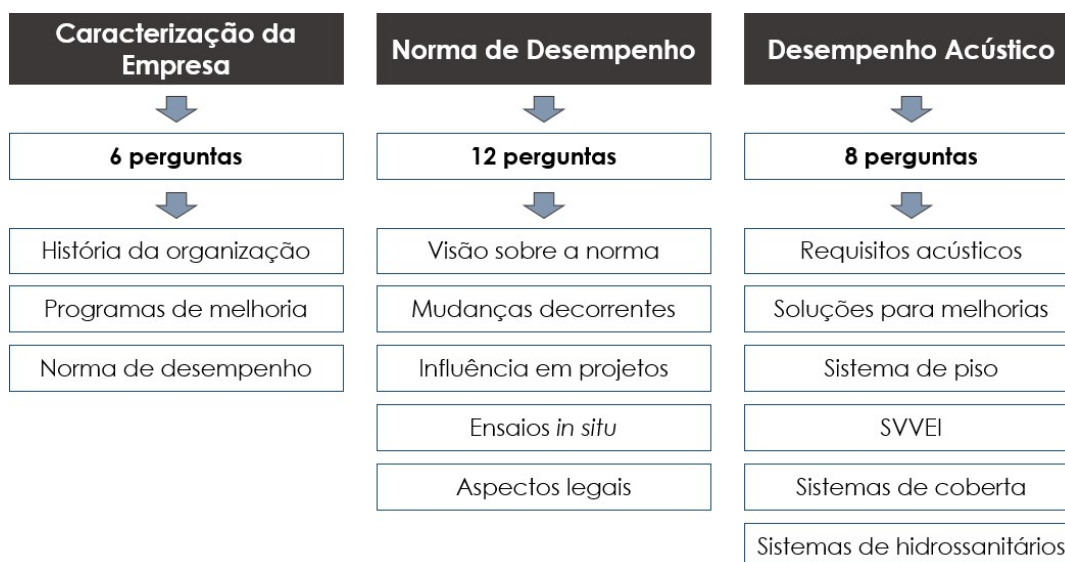 Caracterização da
Empresa
6 perguntas
História da organização
Programas de melhoria
Norma de desempenho
Norma de Desempenho
12 perguntas
Visão sobre a norma
Mudanças decorrentes
Influência em projetos
Ensaios in situ
Aspectos legais
Desempenho Acústico
8 perguntas
Requisitos acústicos
Soluções para melhorias
Sistema de piso
SVVEI
Sistemas de coberta
Sistemas de hidrossanitários